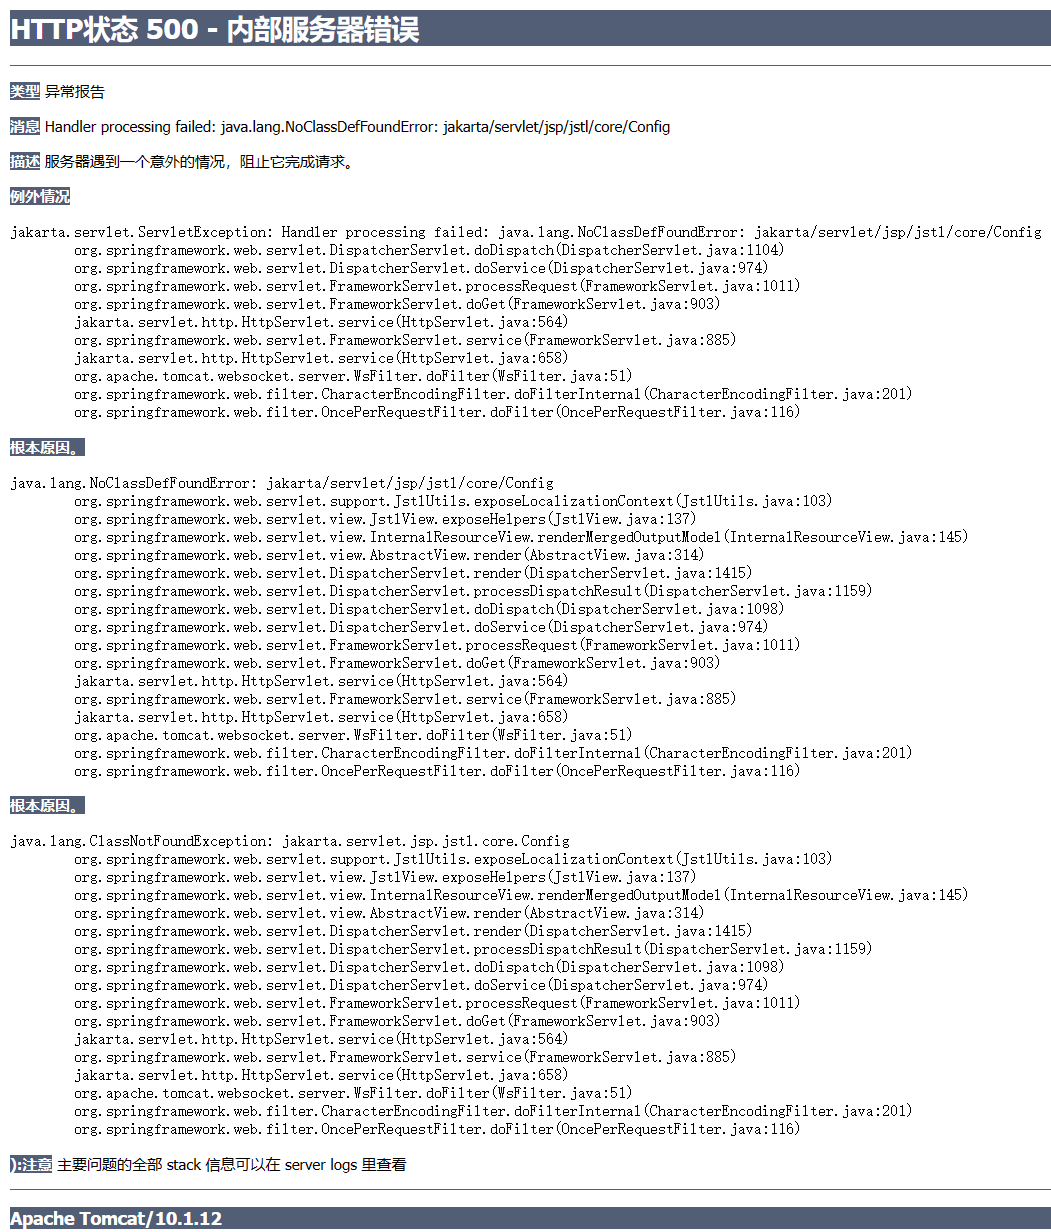 HTTP状态 500 - 内部服务器错误
类型 异常报告
消息 Handler processing failed: java.lang.NoClassDefFoundError: jakarta/servlet/jsp/jstl/core/Config
描述 服务器遇到一个意外的情况，阻止它完成请求。
例外情况
jakarta.servlet.ServletException: Handler processing failed: java.lang.NoClassDefFoundError: jakarta/servlet/jsp/jstl/core/Config
org.springframework.web.servlet.DispatcherServlet.doDispatch(DispatcherServlet.java:1104)
org.springframework.web.servlet.DispatcherServlet.doService(DispatcherServlet.java:974)
org.springframework.web.servlet.FrameworkServlet.processRequest(FrameworkServlet.java:1011)
org.springframework.web.servlet.FrameworkServlet.doGet(FrameworkServlet.java:903)
jakarta.servlet.http.HttpServlet.service(HttpServlet.java:564)
org.springframework.web.servlet.FrameworkServlet.service(FrameworkServlet.java:885)
jakarta.servlet.http.HttpServlet.service(HttpServlet.java:658)
org.apache.tomcat.websocket.server.WsFilter.doFilter(WsFilter.java:51)
org.springframework.web.filter.CharacterEncodingFilter.doFilterInternal(CharacterEncodingFilter.java:201)
org.springframework.web.filter.OncePerRequestFilter.doFilter(OncePerRequestFilter.java:116)
根本原因。
java.lang.NoClassDefFoundError: jakarta/servlet/jsp/jstl/core/Config
org.springframework.web.servlet.support.JstlUtils.exposeLocalizationContext(JstlUtils.java:103)
org.springframework.web.servlet.view.JstlView.exposeHelpers(JstlView.java:137)
org.springframework.web.servlet.view.InternalResourceView.renderMergedOutputModel(InternalResourceView.java:145)
org.springframework.web.servlet.view.AbstractView.render(AbstractView.java:314)
org.springframework.web.servlet.DispatcherServlet.render(DispatcherServlet.java:1415)
org.springframework.web.servlet.DispatcherServlet.processDispatchResult(DispatcherServlet.java:1159)
org.springframework.web.servlet.DispatcherServlet.doDispatch(DispatcherServlet.java:1098)
org.springframework.web.servlet.DispatcherServlet.doService(DispatcherServlet.java:974)
org.springframework.web.servlet.FrameworkServlet.processRequest(FrameworkServlet.java:1011)
org.springframework.web.servlet.FrameworkServlet.doGet(FrameworkServlet.java:903)
jakarta.servlet.http.HttpServlet.service(HttpServlet.java:564)
org.springframework.web.servlet.FrameworkServlet.service(FrameworkServlet.java:885)
jakarta.servlet.http.HttpServlet.service(HttpServlet.java:658)
org.apache.tomcat.websocket.server.WsFilter.doFilter(WsFilter.java:51)
org.springframework.web.filter.CharacterEncodingFilter.doFilterInternal(CharacterEncodingFilter.java:201)
org.springframework.web.filter.OncePerRequestFilter.doFilter(OncePerRequestFilter.java:116)
根本原因。
java.lang.ClassNotFoundException: jakarta.servlet.jsp.jstl.core.Config
org.springframework.web.servlet.support.JstlUtils.exposeLocalizationContext(JstlUtils.java:103)
org.springframework.web.servlet.view.JstlView.exposeHelpers(JstlView.java:137)
org.springframework.web.servlet.view.InternalResourceView.renderMergedOutputModel(InternalResourceView.java:145)
org.springframework.web.servlet.view.AbstractView.render(AbstractView.java:314)
org.springframework.web.servlet.DispatcherServlet.render(DispatcherServlet.java:1415)
org.springframework.web.servlet.DispatcherServlet.processDispatchResult(DispatcherServlet.java:1159)
org.springframework.web.servlet.DispatcherServlet.doDispatch(DispatcherServlet.java:1098)
org.springframework.web.servlet.DispatcherServlet.doService(DispatcherServlet.java:974)
org.springframework.web.servlet.FrameworkServlet.processRequest(FrameworkServlet.java:1011)
org.springframework.web.servlet.FrameworkServlet.doGet(FrameworkServlet.java:903)
jakarta.servlet.http.HttpServlet.service(HttpServlet.java:564)
org.springframework.web.servlet.FrameworkServlet.service(FrameworkServlet.java:885)
jakarta.servlet.http.HttpServlet.service(HttpServlet.java:658)
org.apache.tomcat.websocket.server.WsFilter.doFilter(WsFilter.java:51)
org.springframework.web.filter.CharacterEncodingFilter.doFilterInternal(CharacterEncodingFilter.java:201)
org.springframework.web.filter.OncePerRequestFilter.doFilter(OncePerRequestFilter.java:116)
):注意 主要问题的全部 stack 信息可以在 server logs 里查看
Apache Tomcat/10.1.12